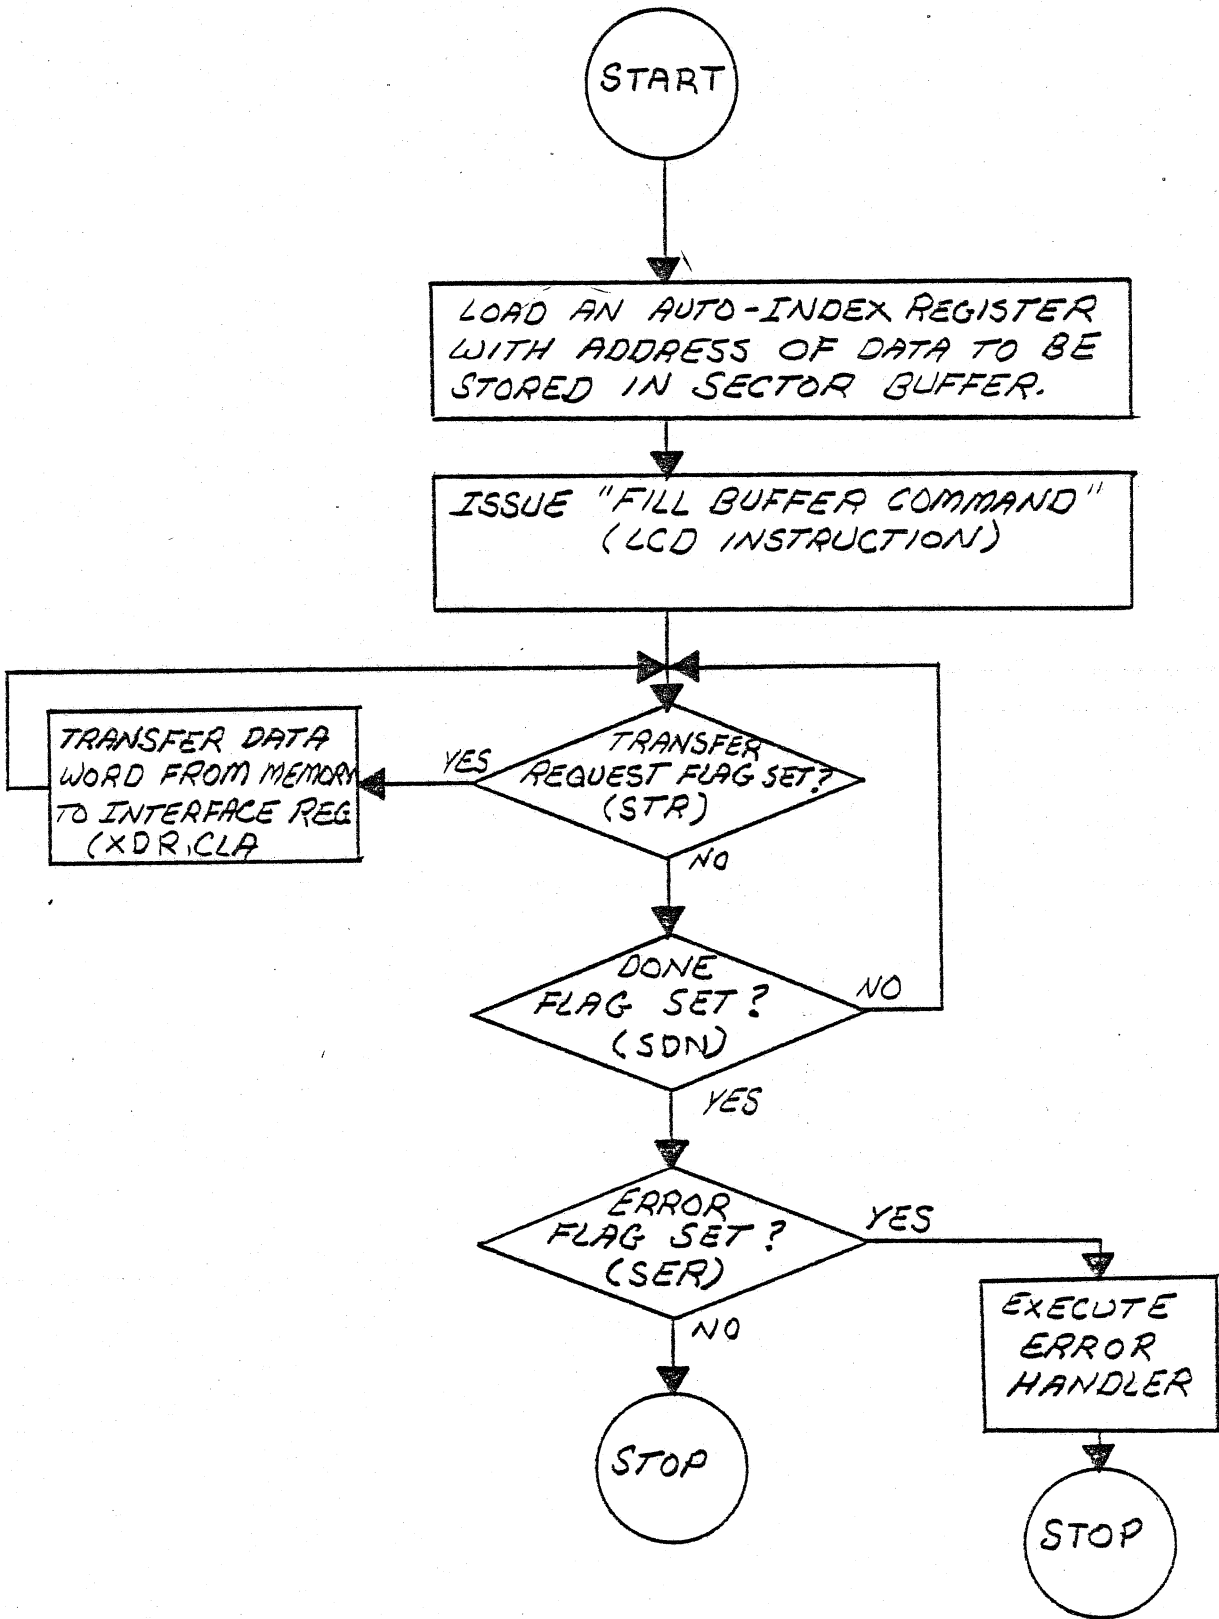 START
LOAD AN AUTO-INDEX REGISTER
WITH ADDRESS OF DATA TO BE
STORED IN SECTOR BUFFER.
ISSUE "FILL BUFFER COMMAND"
(LCD INSTRUCTION)
TRANSFER DATA
WORD FROM MEMORY
TO INTERFACE REG
(XDR,CLA
YES
TRANSFER
REQUEST FLAG SET?
(STR)
NO
DONE
FLAG SET?
(SDN)
NO
YES
ERROR
FLAG SET?
(SER)
YES
NO
EXECUTE
ERROR
HANDLER
STOP
STOP